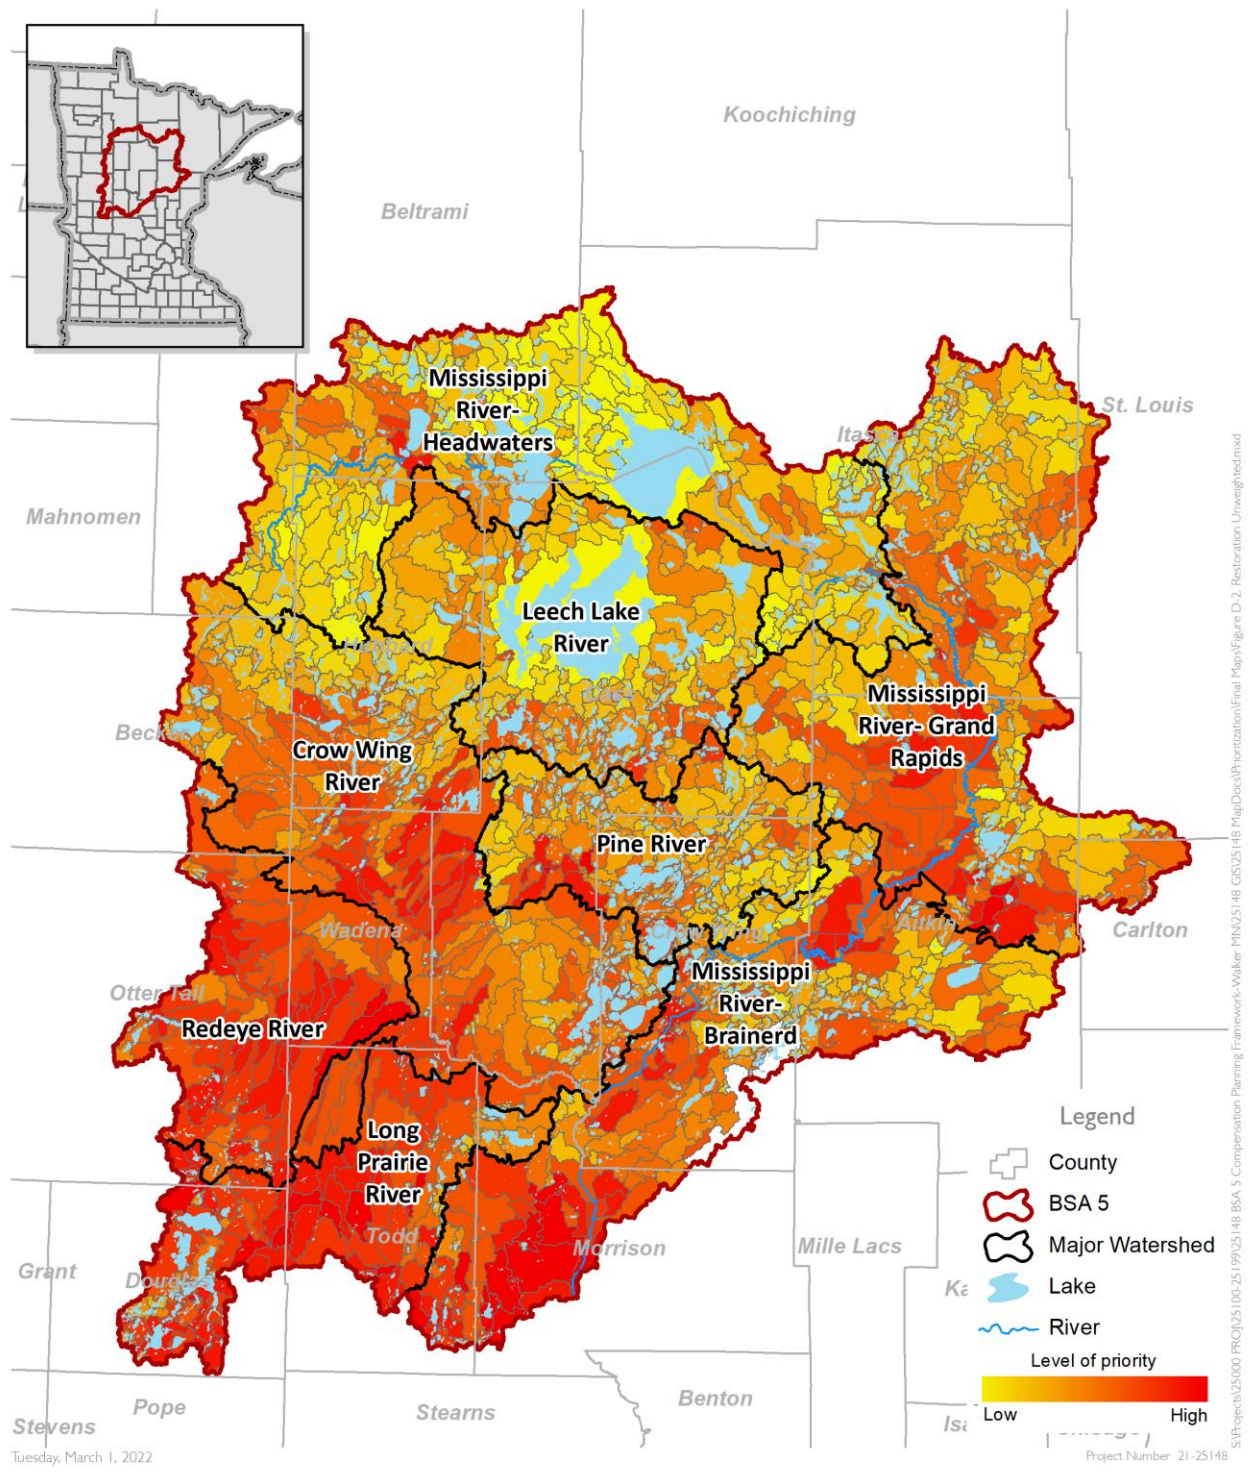 Koochiching
Beltrami
St. Louis
Mississippi
River-
Headwaters
Mahnomen
Leech Lake
River
Mississippi
River- Grand
Rapids
Crow Wing
River
Pine River
Wadena
Aitkin
Carlton
Crow Wing
Otter Tail
Redeye River
Mississippi
River-
Brainerd
Long
Prairie
River
Todd
Morrison
Mille Lacs
Grant
Douglas
Pope
Stearns
Benton
Stevens
Legend
County
BSA 5
Major Watershed
Lake
River
Level of priority
Low
High
Tuesday, March 1, 2022
Project Number 21-25148